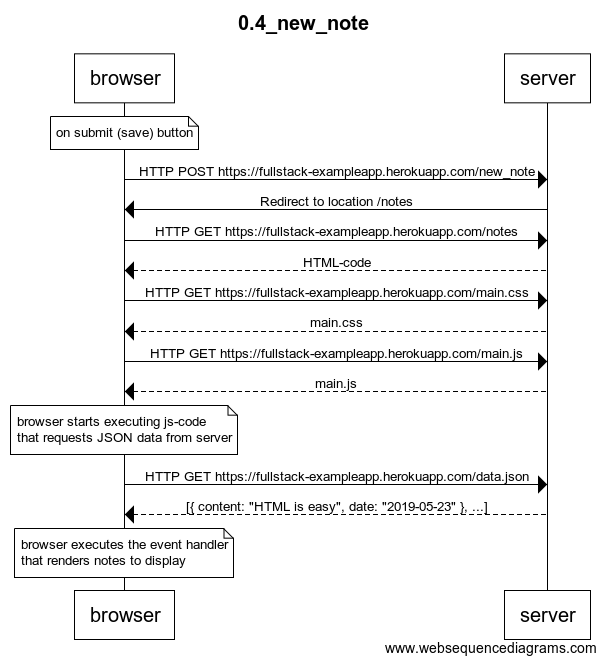 0.4_new_note
browser
server
on submit (save) button
HTTP POST https://fullstack-exampleapp.herokuapp.com/new_note
Redirect to location /notes
HTTP GET https://fullstack-exampleapp.herokuapp.com/notes
HTML-code
HTTP GET https://fullstack-exampleapp.herokuapp.com/main.css
main.css
HTTP GET https://fullstack-exampleapp.herokuapp.com/main.js
main.js
browser starts executing js-code
that requests JSON data from server
HTTP GET https://fullstack-exampleapp.herokuapp.com/data.json
[{ content: "HTML is easy", date: "2019-05-23" }, ...]
browser executes the event handler
that renders notes to display
browser
server
www.websequencediagrams.com